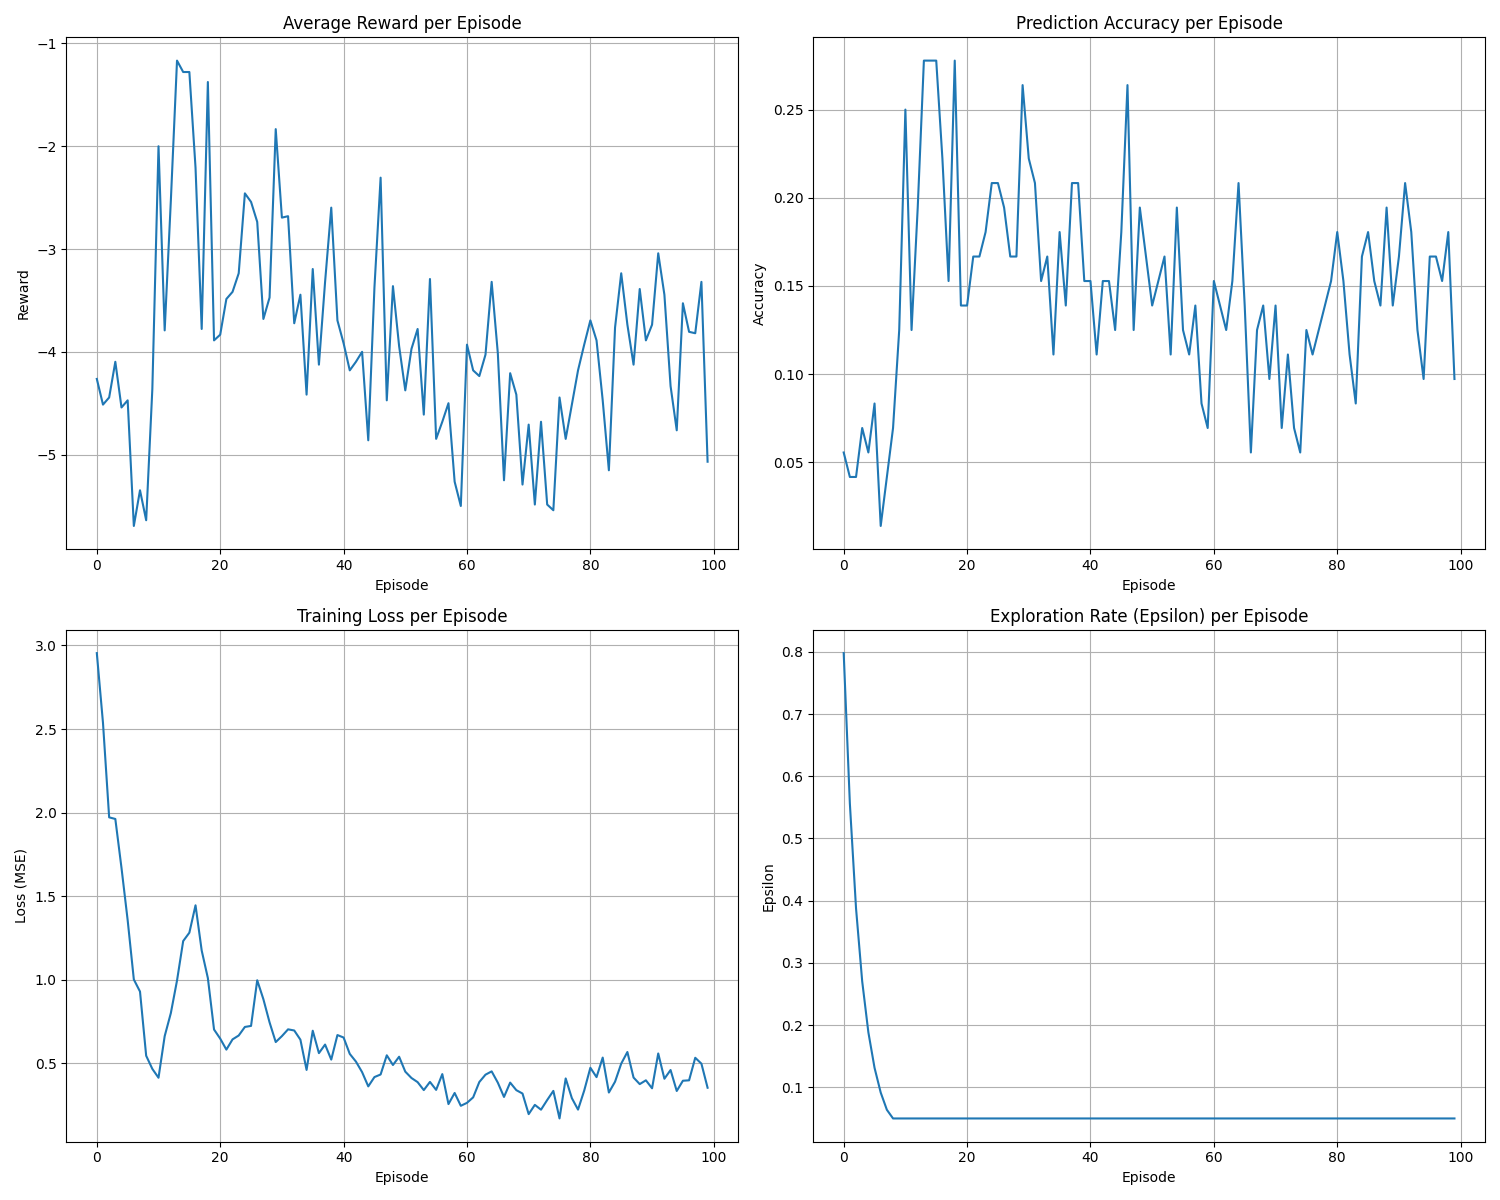 Average Reward per Episode
−1
−2
−3
−4
−5
Reward
0 20 40 60 80 100
Episode
Prediction Accuracy per Episode
0.25
0.20
0.15
0.10
0.05
Accuracy
0 20 40 60 80 100
Episode
Training Loss per Episode
3.0
2.5
2.0
1.5
1.0
0.5
Loss (MSE)
0 20 40 60 80 100
Episode
Exploration Rate (Epsilon) per Episode
0.8
0.7
0.6
0.5
0.4
0.3
0.2
0.1
Epsilon
0 20 40 60 80 100
Episode